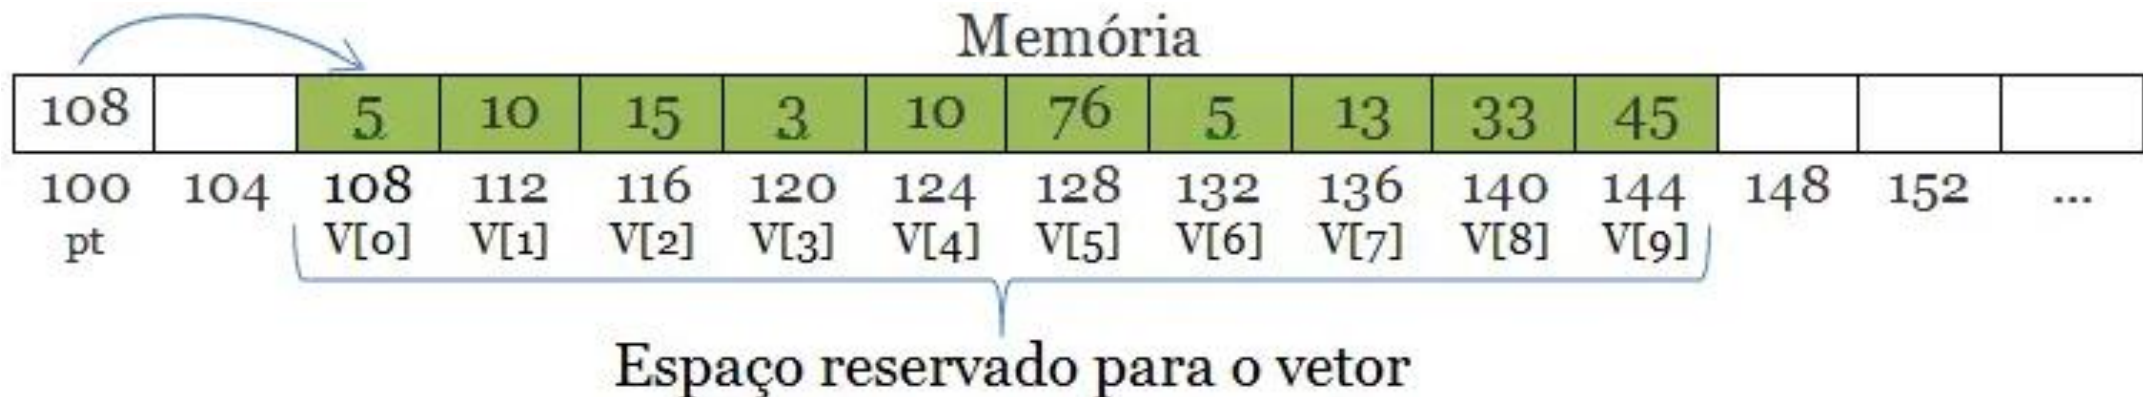 Memória
108 5 10 15 3 10 76 5 13 33 45
100 104 108 112 116 120 124 128 132 136 140 144 148 152 ...
pt V[0] V[1] V[2] V[3] V[4] V[5] V[6] V[7] V[8] V[9]
Espaço reservado para o vetor